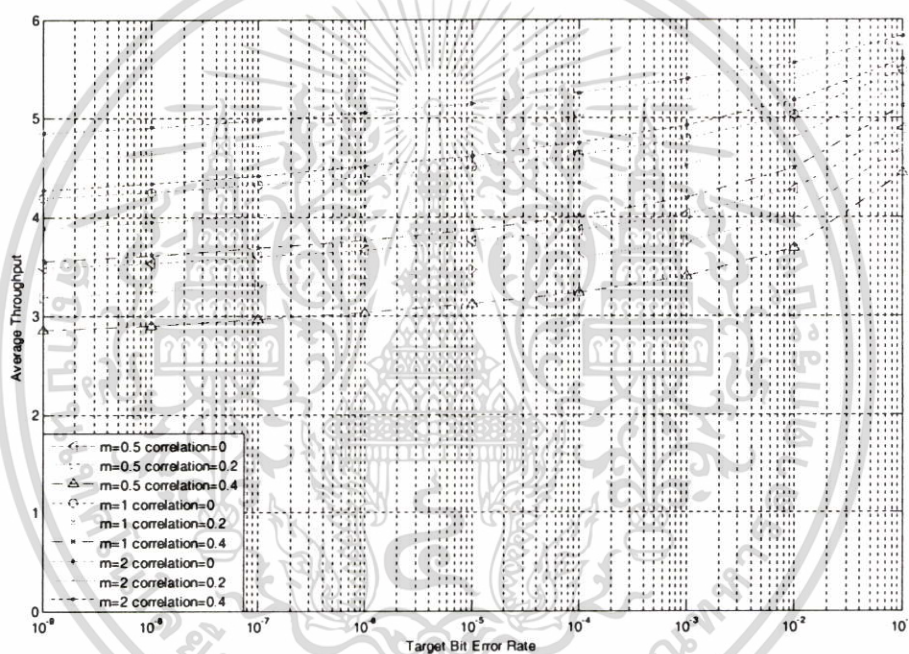 6
5
4
3
2
1
0
Average Throughput
m=0.5 correlation=0
m=0.5 correlation=0.2
m=0.5 correlation=0.4
m=1 correlation=0
m=1 correlation=0.2
m=1 correlation=0.4
m=2 correlation=0
m=2 correlation=0.2
m=2 correlation=0.4
10⁻⁸ 10⁻⁷ 10⁻⁶ 10⁻⁵ 10⁻⁴ 10⁻³ 10⁻²
Target Bit Error Rate